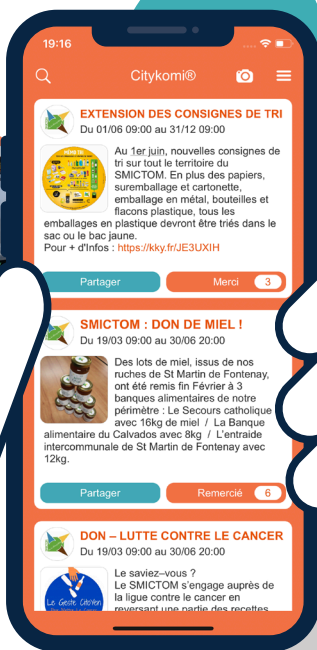 19:16
Citykomi®
EXTENSION DES CONSIGNES DE TRI
Du 01/06 09:00 au 31/12 09:00
Au 1er juin, nouvelles consignes de
tri sur tout le territoire du
SMICTOM. En plus des papiers,
suremballage et cartonette,
emballage en métal, bouteilles et
flacons plastique, tous les
emballages en plastique devront être triés dans le
sac ou le bac jaune.
Pour + d'Infos : https://kky.fr/JE3UXIH
Partager
Merci 3
SMICTOM : DON DE MIEL !
Du 19/03 09:00 au 30/06 20:00
Des lots de miel, issus de nos
ruches de St Martin de Fontenay,
ont été remis fin Février à 3
banques alimentaires de notre
périmètre : Le Secours catholique
avec 16kg de miel / La Banque
alimentaire du Calvados avec 8kg / L'entraide
intercommunale de St Martin de Fontenay avec
12kg.
Partager
Remercié 6
DON – LUTTE CONTRE LE CANCER
Du 19/03 09:00 au 30/06 20:00
Le saviez–vous ?
Le SMICTOM s'engage auprès de
la ligue contre le cancer en
reversant une partie des recettes
Le Geste Citoyen